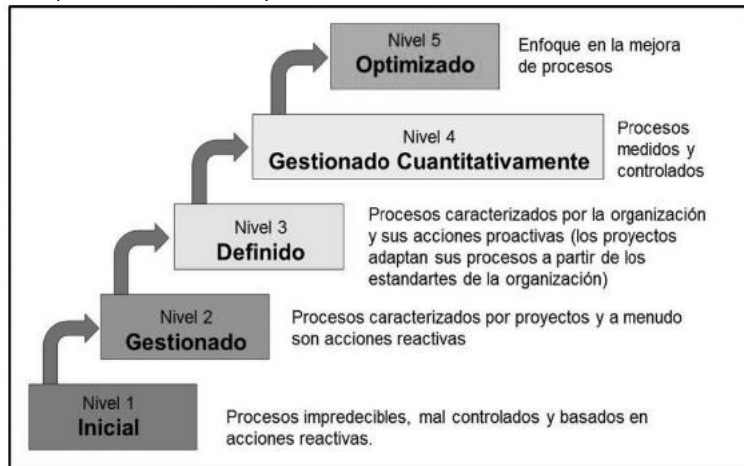 Nivel 5
Optimizado
Enfoque en la mejora
de procesos
Nivel 4
Gestionado Cuantitativamente
Procesos
medidos y
controlados
Nivel 3
Definido
Procesos caracterizados por la organización
y sus acciones proactivas (los proyectos
adaptan sus procesos a partir de los
estandartes de la organización)
Nivel 2
Gestionado
Procesos caracterizados por proyectos y a menudo
son acciones reactivas
Nivel 1
Inicial
Procesos impredecibles, mal controlados y basados en
acciones reactivas.